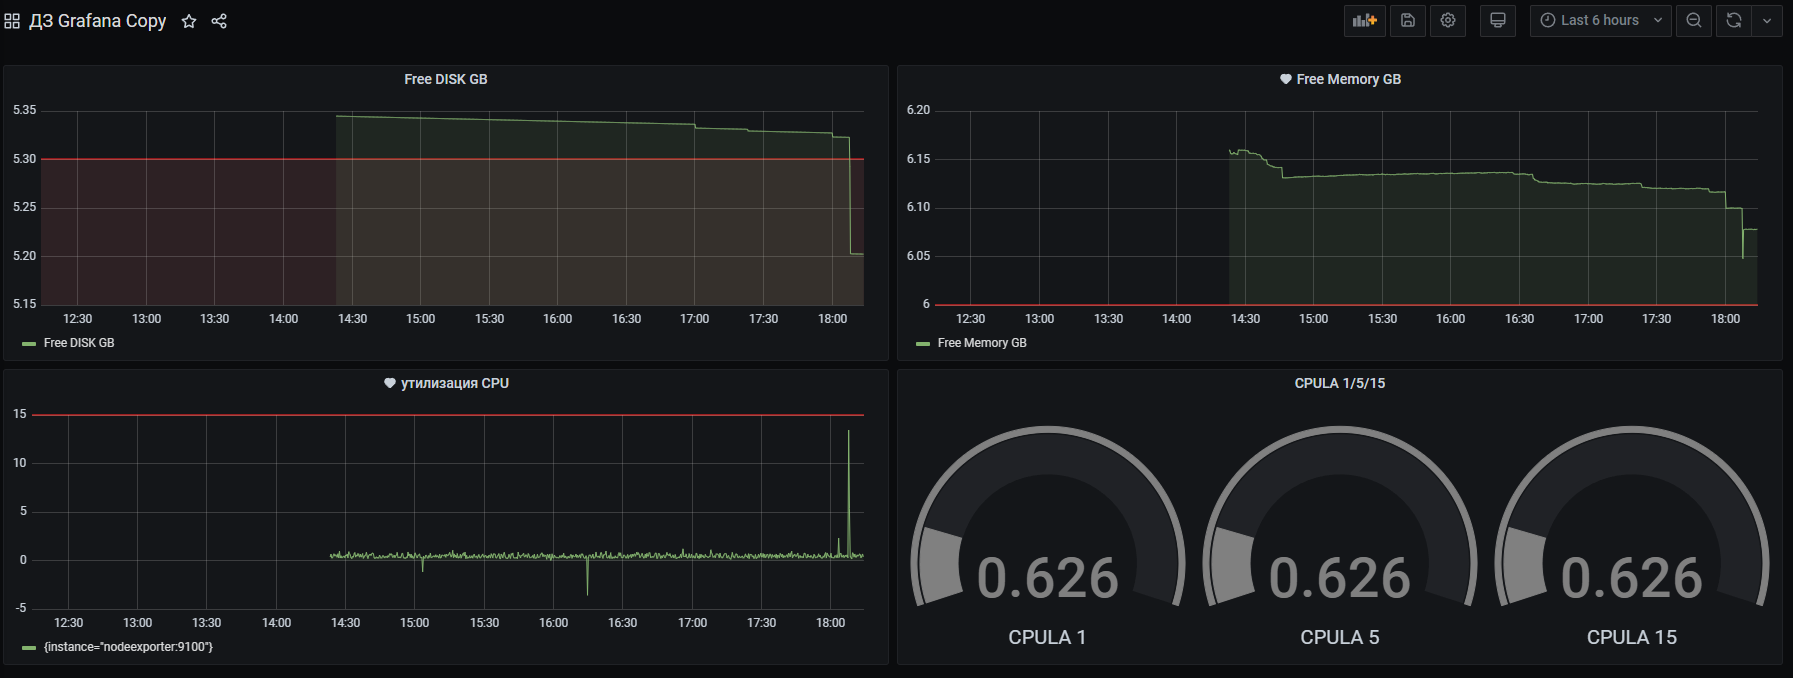 ДЗ Grafana Copy
Last 6 hours
Free DISK GB
5.35
5.30
5.25
5.20
5.15
12:30 13:00 13:30 14:00 14:30 15:00 15:30 16:00 16:30 17:00 17:30 18:00
Free DISK GB
Free Memory GB
6.20
6.15
6.10
6.05
6
12:30 13:00 13:30 14:00 14:30 15:00 15:30 16:00 16:30 17:00 17:30 18:00
Free Memory GB
утилизация CPU
15
10
5
0
-5
12:30 13:00 13:30 14:00 14:30 15:00 15:30 16:00 16:30 17:00 17:30 18:00
{instance="nodeexporter:9100"}
CPULA 1/5/15
0.626 0.626 0.626
CPULA 1 CPULA 5 CPULA 15